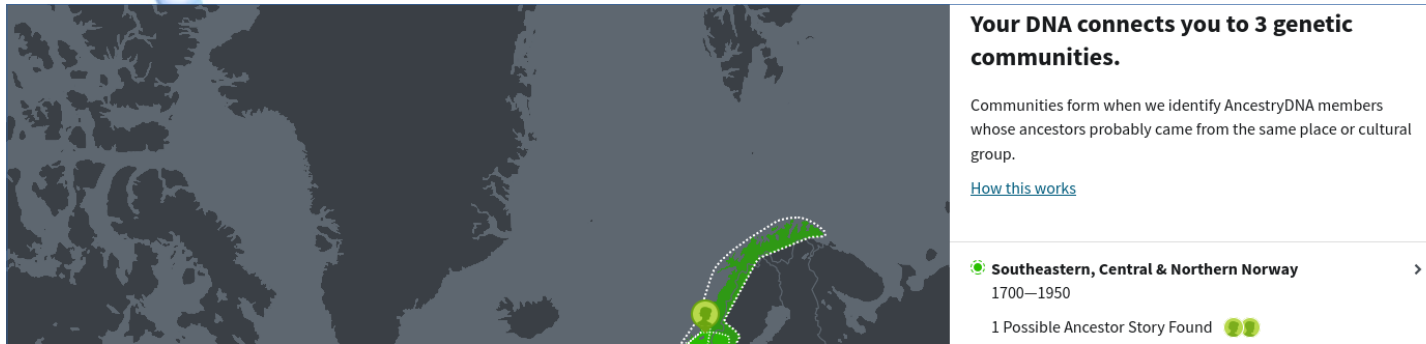 Your DNA connects you to 3 genetic
communities.
Communities form when we identify AncestryDNA members
whose ancestors probably came from the same place or cultural
group.
How this works
Southeastern, Central & Northern Norway
1700—1950
1 Possible Ancestor Story Found